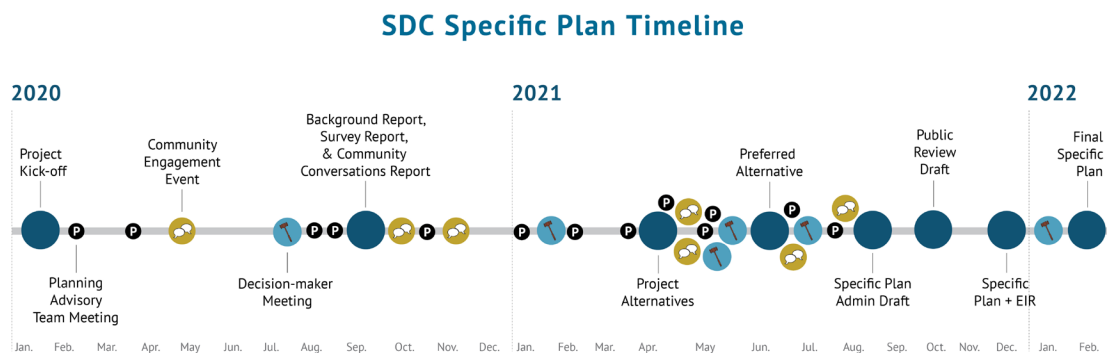 SDC Specific Plan Timeline
2020
2021
2022
Project
Kick-off
Community
Engagement
Event
Background Report,
Survey Report,
& Community
Conversations Report
Preferred
Alternative
Public
Review
Draft
Final
Specific
Plan
P
P
P
P
P
P
P
P
P
P
P
P
P
Planning
Advisory
Team Meeting
Decision-maker
Meeting
Project
Alternatives
Specific Plan
Admin Draft
Specific
Plan + EIR
Jan. Feb. Mar. Apr. May Jun. Jul. Aug. Sep. Oct. Nov. Dec. Jan. Feb. Mar. Apr. May Jun. Jul. Aug. Sep. Oct. Nov. Dec. Jan. Feb.